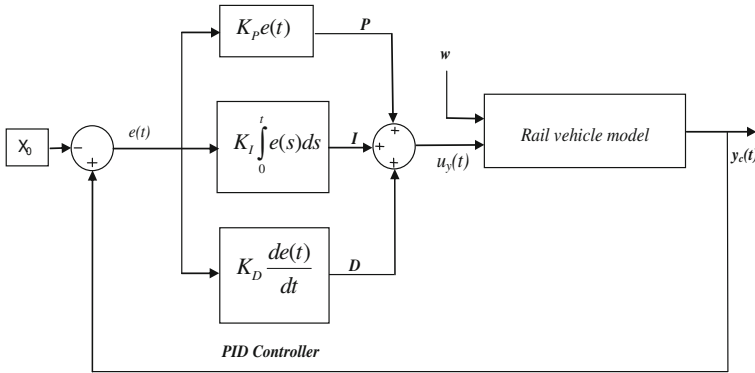 K_P e(t)
P
w
X₀
−
+
e(t)
K_I ∫₀ᵗ e(s)ds
I
+
+
+
u_y(t)
Rail vehicle model
y_c(t)
K_D de(t)/dt
D
PID Controller